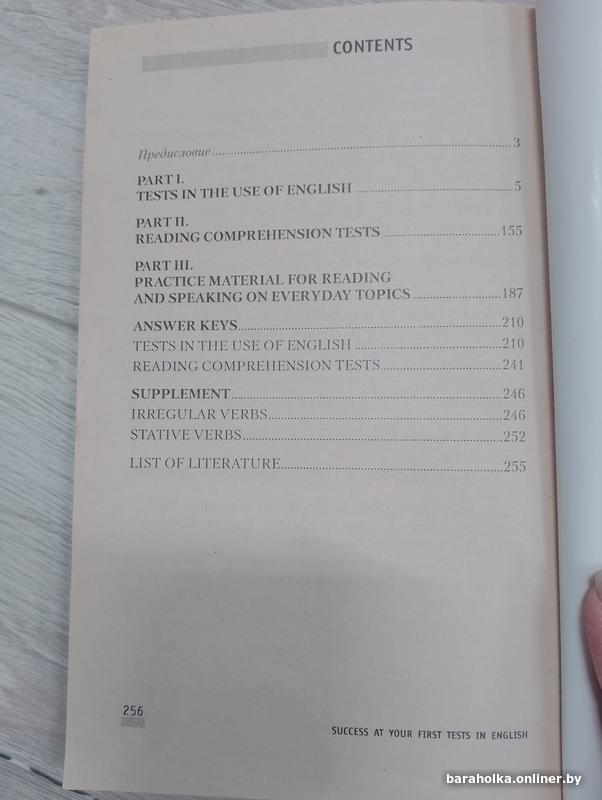 CONTENTS
Предисловие ........ 3
PART I.
TESTS IN THE USE OF ENGLISH ........ 5
PART II.
READING COMPREHENSION TESTS ........ 155
PART III.
PRACTICE MATERIAL FOR READING
AND SPEAKING ON EVERYDAY TOPICS ........ 187
ANSWER KEYS ........ 210
TESTS IN THE USE OF ENGLISH ........ 210
READING COMPREHENSION TESTS ........ 241
SUPPLEMENT ........ 246
IRREGULAR VERBS ........ 246
STATIVE VERBS ........ 252
LIST OF LITERATURE ........ 255
256
SUCCESS AT YOUR FIRST TESTS IN ENGLISH
baraholka.onliner.by